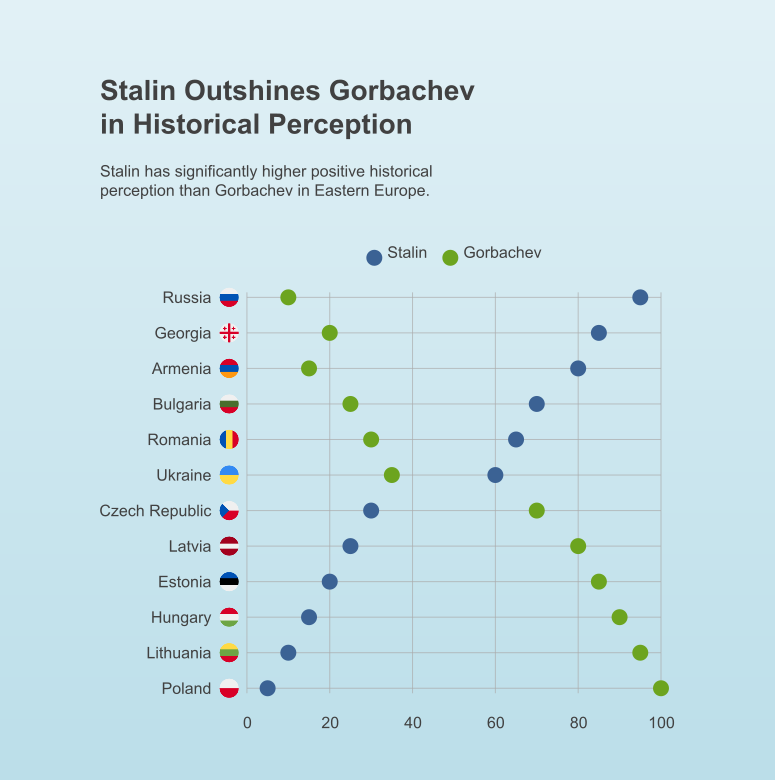 Stalin Outshines Gorbachev
in Historical Perception
Stalin has significantly higher positive historical
perception than Gorbachev in Eastern Europe.
Stalin Gorbachev
Russia
Georgia
Armenia
Bulgaria
Romania
Ukraine
Czech Republic
Latvia
Estonia
Hungary
Lithuania
Poland
0 20 40 60 80 100